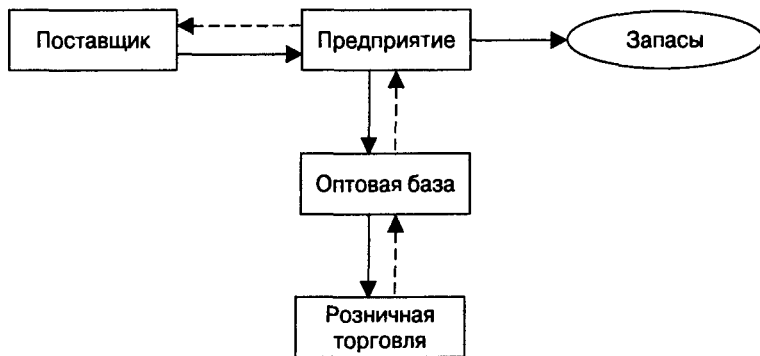 Поставщик
Предприятие
Запасы
Оптовая база
Розничная
торговля